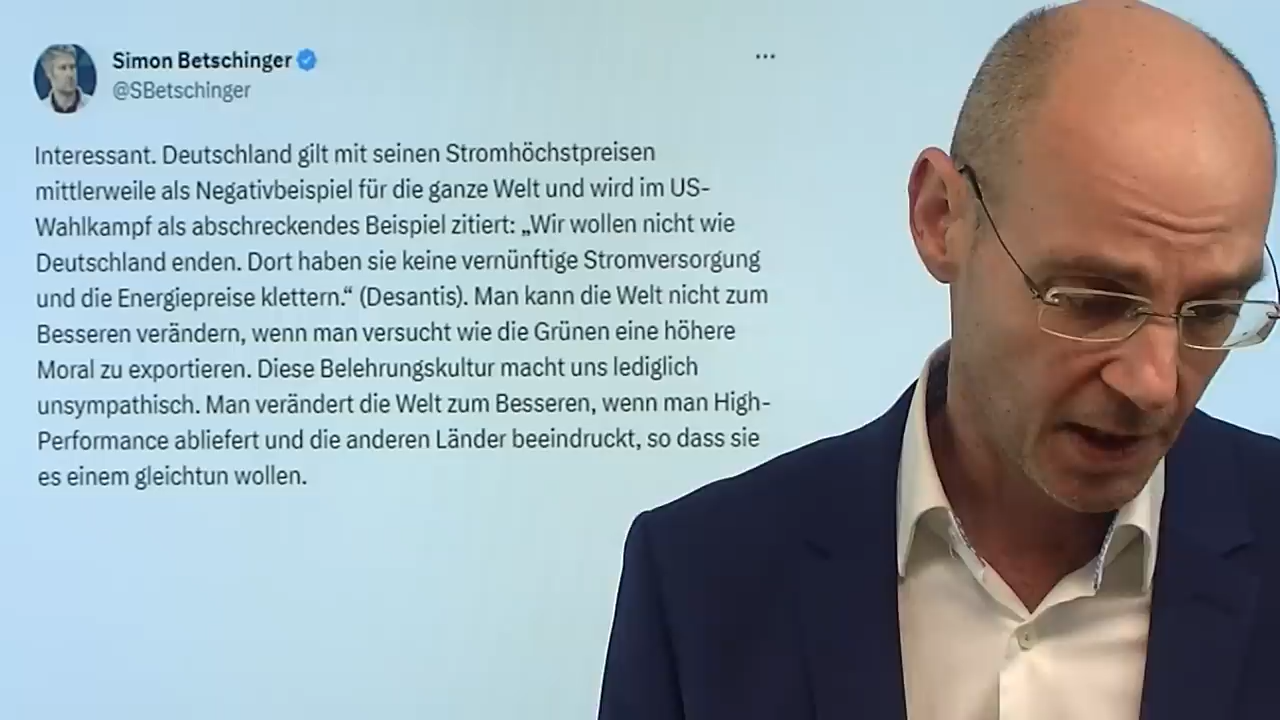 Simon Betschinger
@SBetschinger
Interessant. Deutschland gilt mit seinen Stromhöchstpreisen
mittlerweile als Negativbeispiel für die ganze Welt und wird im US-
Wahlkampf als abschreckendes Beispiel zitiert: „Wir wollen nicht wie
Deutschland enden. Dort haben sie keine vernünftige Stromversorgung
und die Energiepreise klettern.“ (Desantis). Man kann die Welt nicht zum
Besseren verändern, wenn man versucht wie die Grünen eine höhere
Moral zu exportieren. Diese Belehrungskultur macht uns lediglich
unsympathisch. Man verändert die Welt zum Besseren, wenn man High-
Performance abliefert und die anderen Länder beeindruckt, so dass sie
es einem gleichtun wollen.